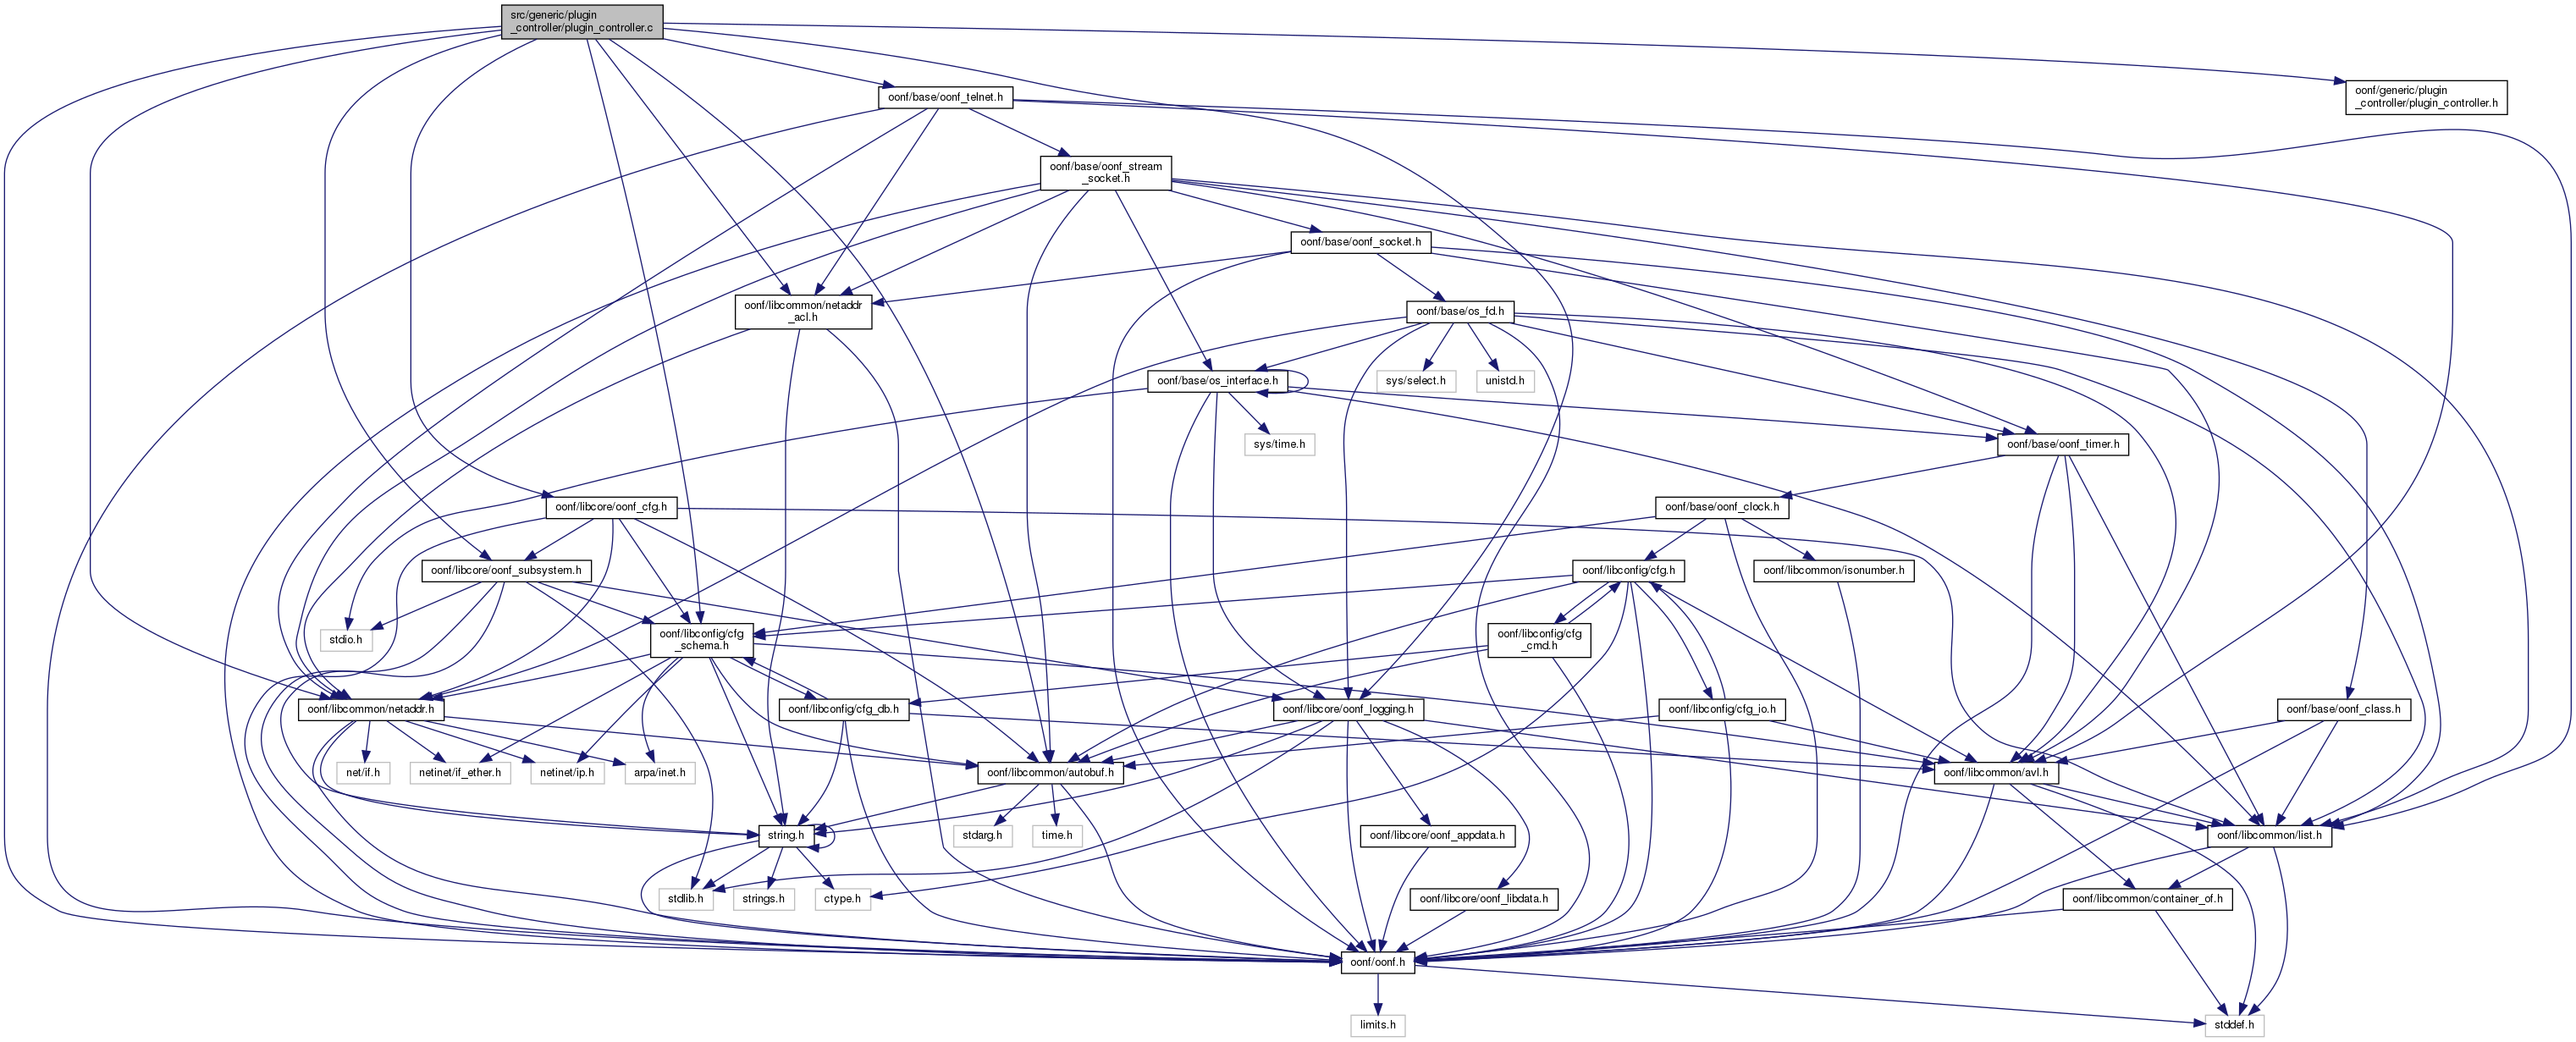 src/generic/plugin
_controller/plugin_controller.c
oonf/generic/plugin
_controller/plugin_controller.h
oonf/base/oonf_telnet.h
oonf/base/oonf_stream
_socket.h
oonf/base/oonf_socket.h
oonf/libcommon/netaddr
_acl.h
oonf/base/os_fd.h
oonf/base/os_interface.h
sys/select.h
unistd.h
sys/time.h
oonf/base/oonf_timer.h
oonf/libcore/oonf_cfg.h
oonf/base/oonf_clock.h
oonf/libcore/oonf_subsystem.h
oonf/libconfig/cfg.h
oonf/libcommon/isonumber.h
stdio.h
oonf/libconfig/cfg
_schema.h
oonf/libconfig/cfg
_cmd.h
oonf/libcommon/netaddr.h
oonf/libconfig/cfg_db.h
oonf/libcore/oonf_logging.h
oonf/libconfig/cfg_io.h
oonf/base/oonf_class.h
net/if.h
netinet/if_ether.h
netinet/ip.h
arpa/inet.h
oonf/libcommon/autobuf.h
oonf/libcommon/avl.h
string.h
stdarg.h
time.h
oonf/libcore/oonf_appdata.h
oonf/libcommon/list.h
stdlib.h
strings.h
ctype.h
oonf/libcore/oonf_libdata.h
oonf/libcommon/container_of.h
oonf/oonf.h
limits.h
stddef.h